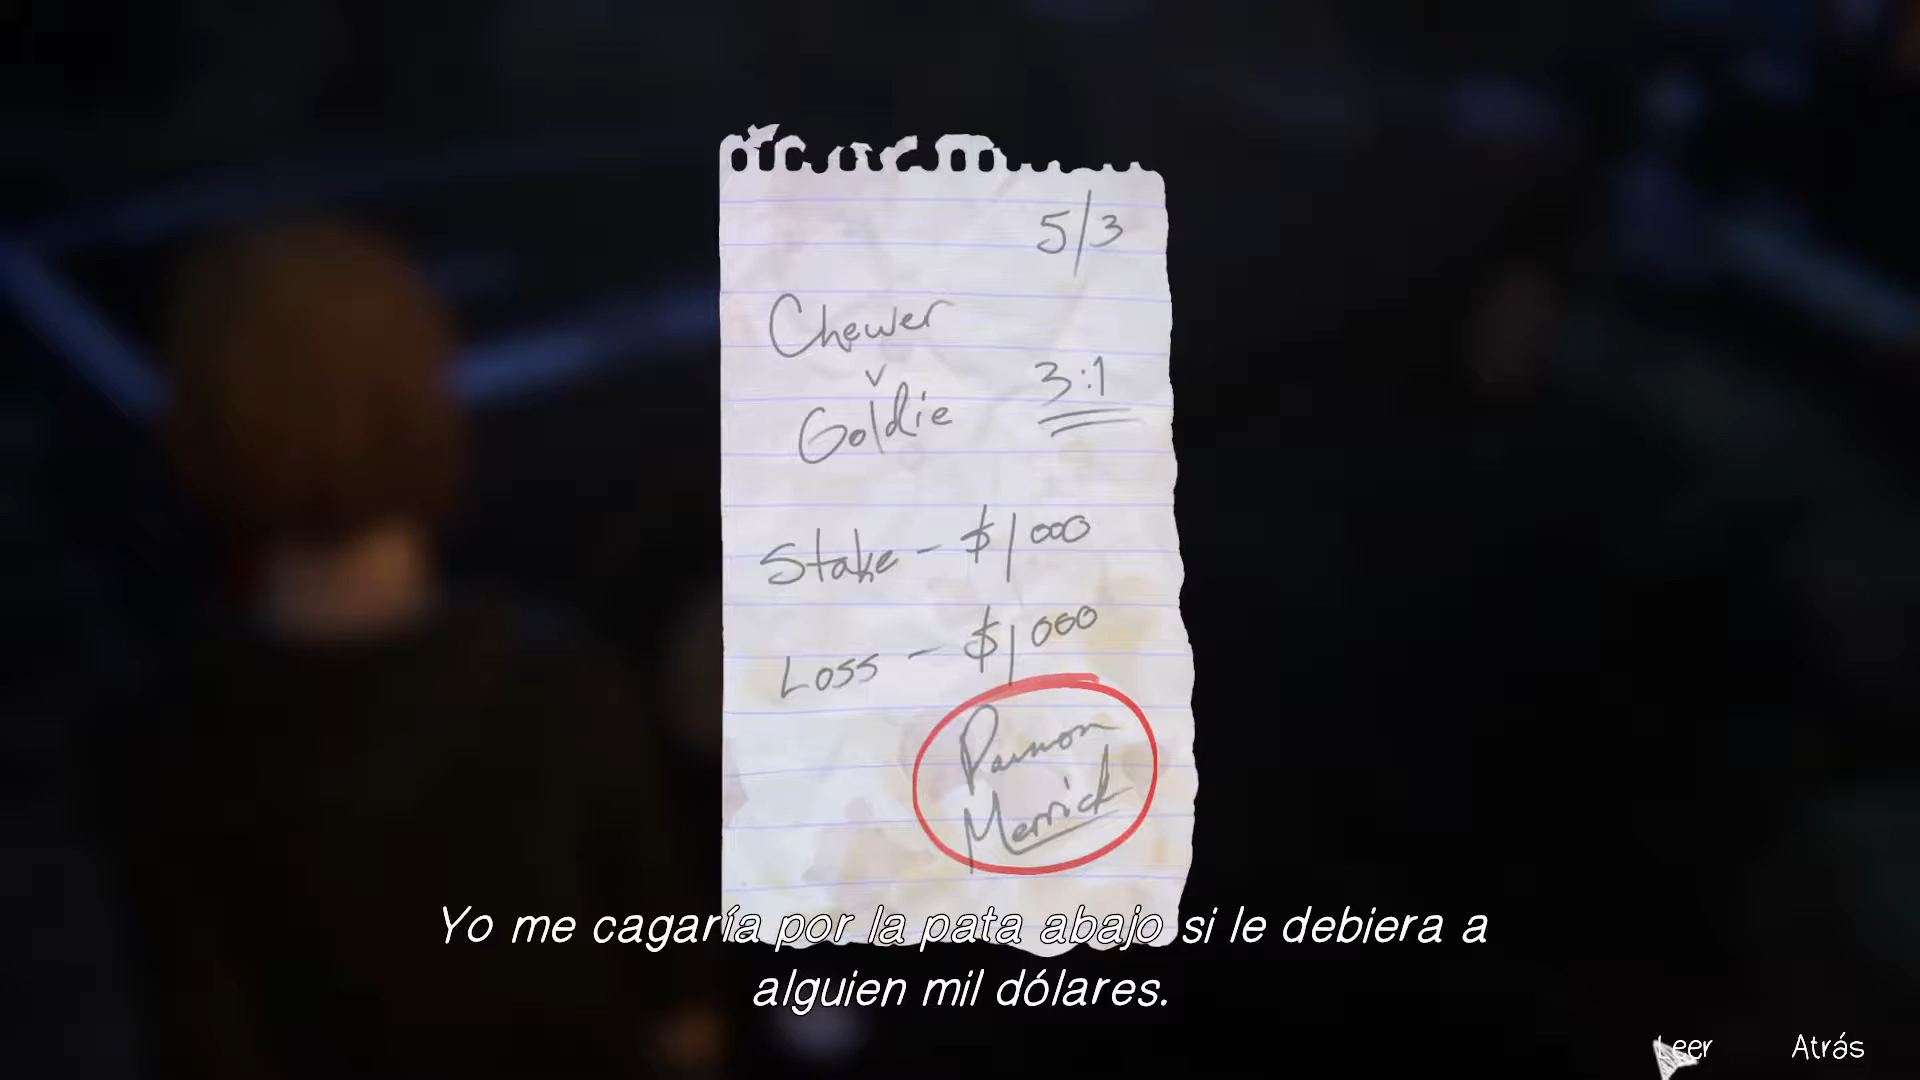 5/3
Chewer
v
Goldie 3:1
Stake - $1000
Loss - $1000
Damon
Merrick
Yo me cagaría por la pata abajo si le debiera a
alguien mil dólares.
Leer Atrás